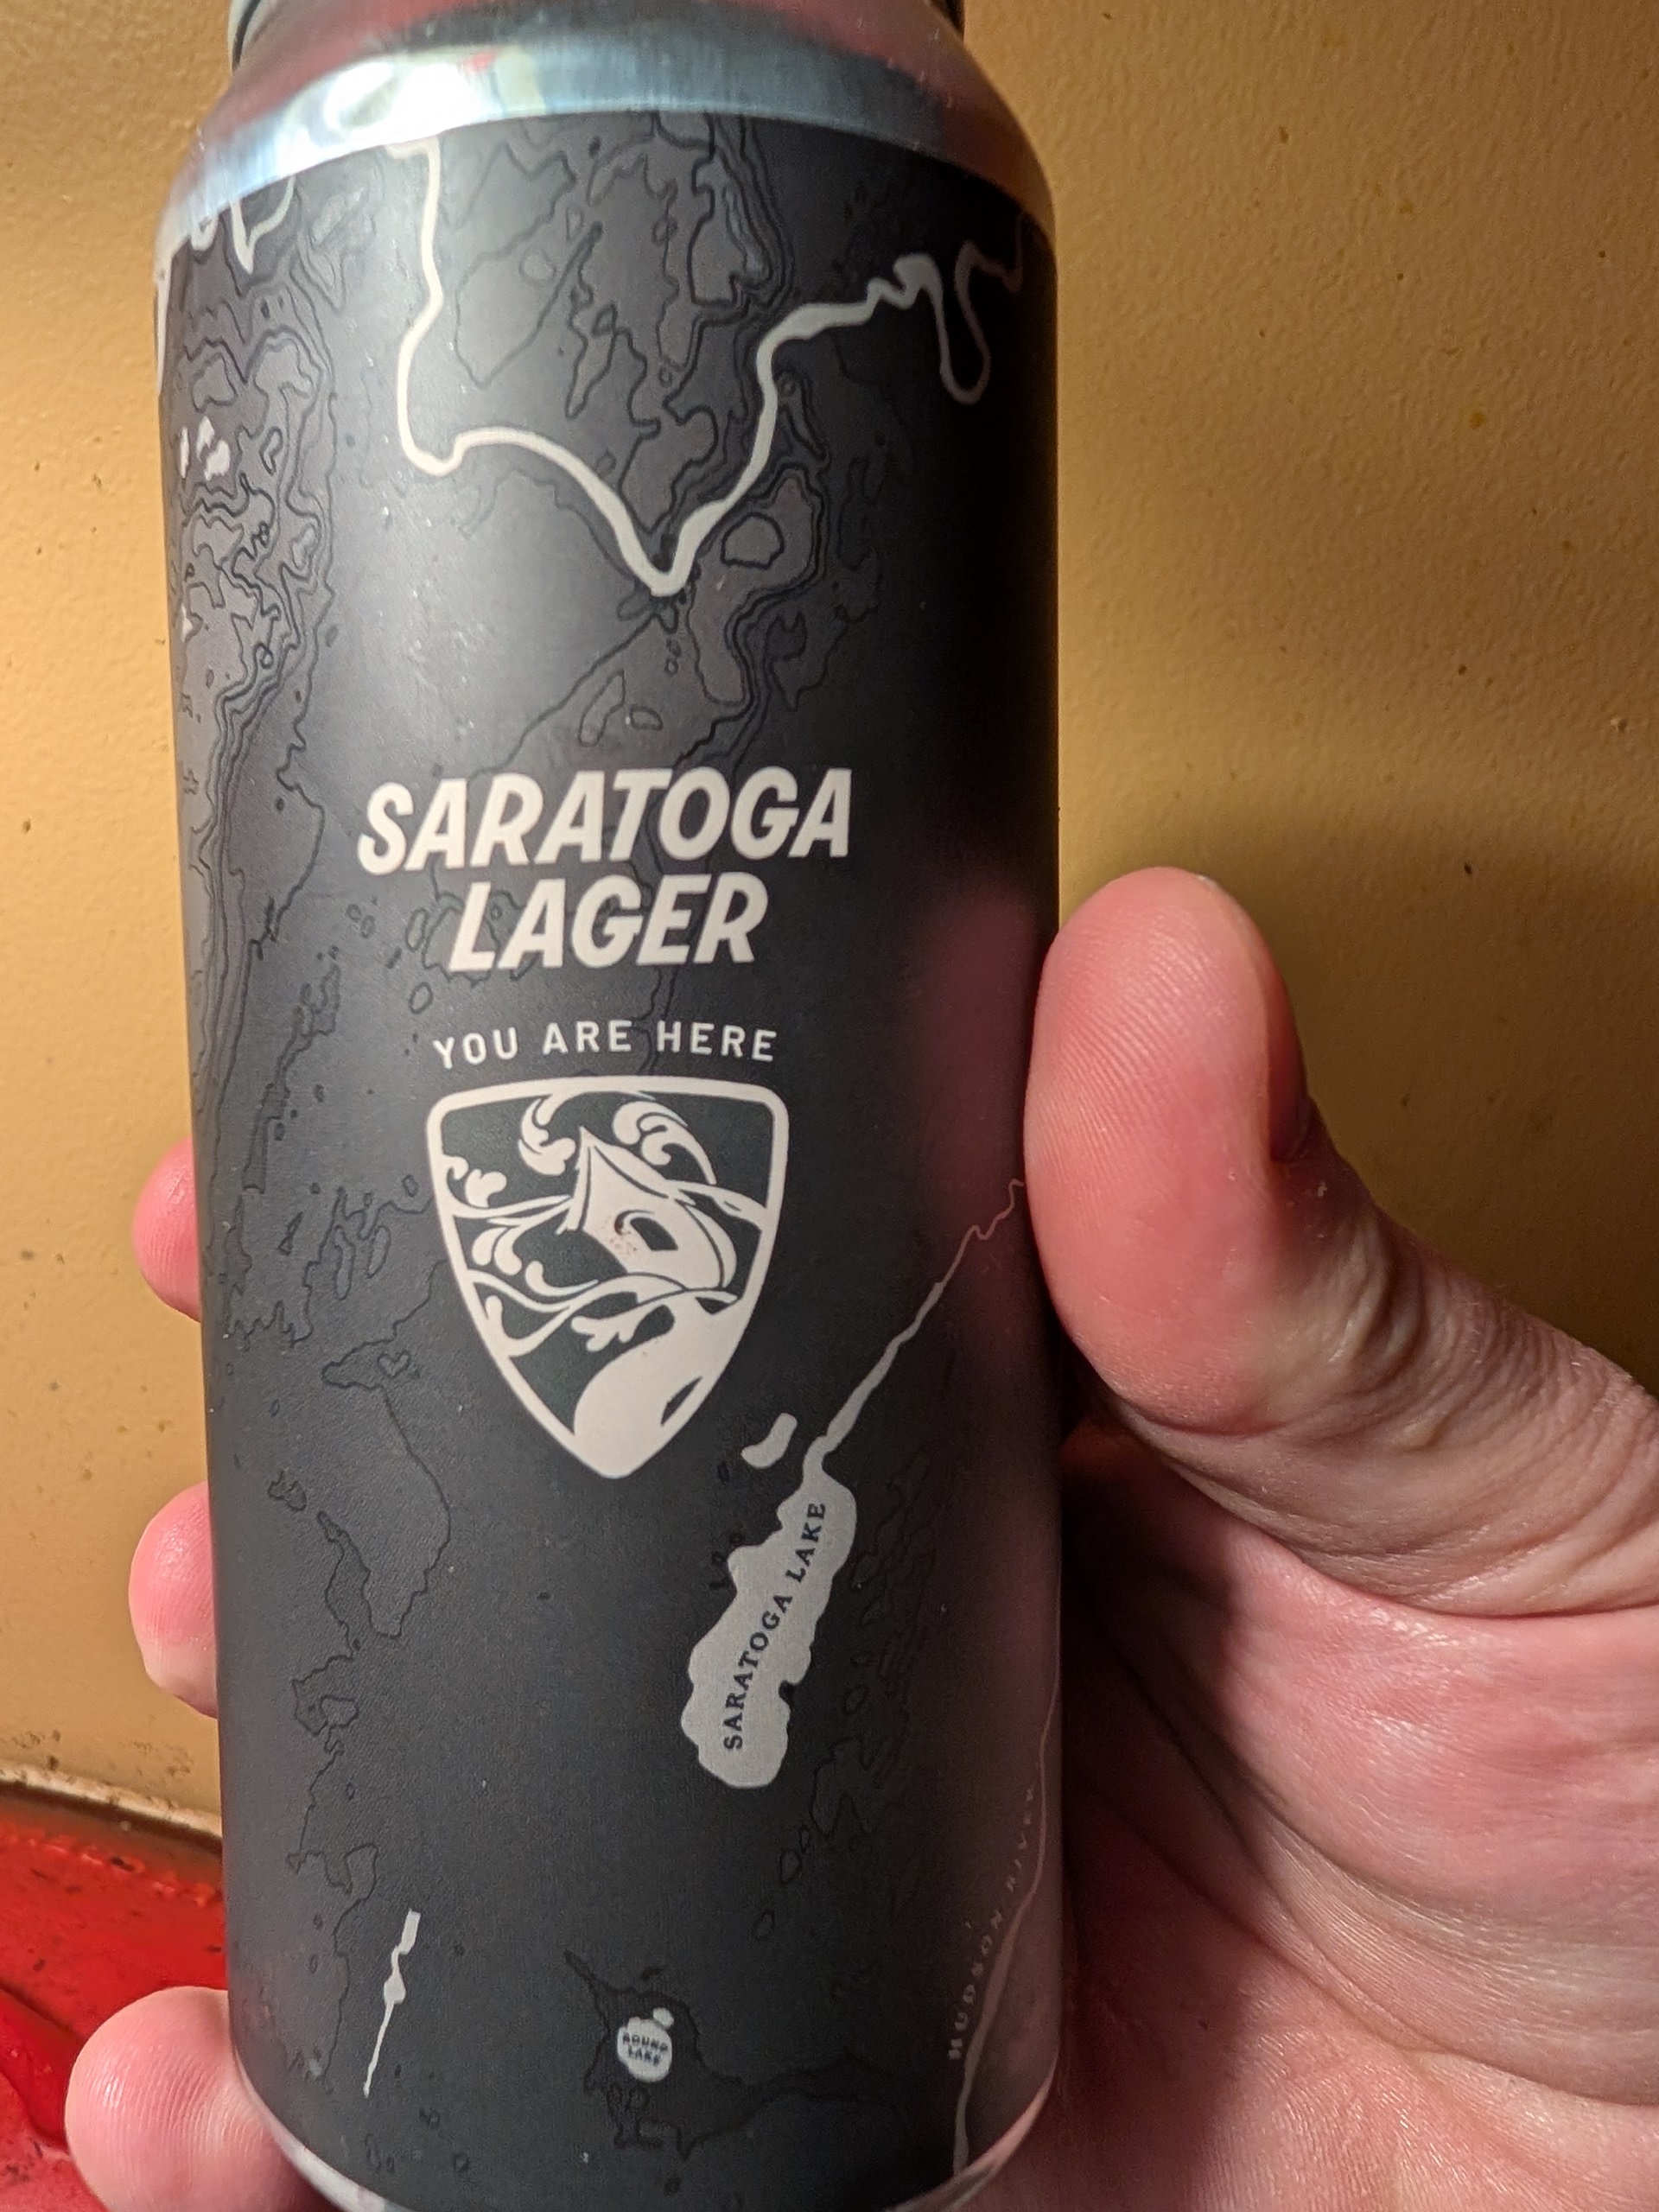 SARATOGA
LAGER
YOU ARE HERE
SARATOGA LAKE
HUDSON RIVER
ROUND
LAKE